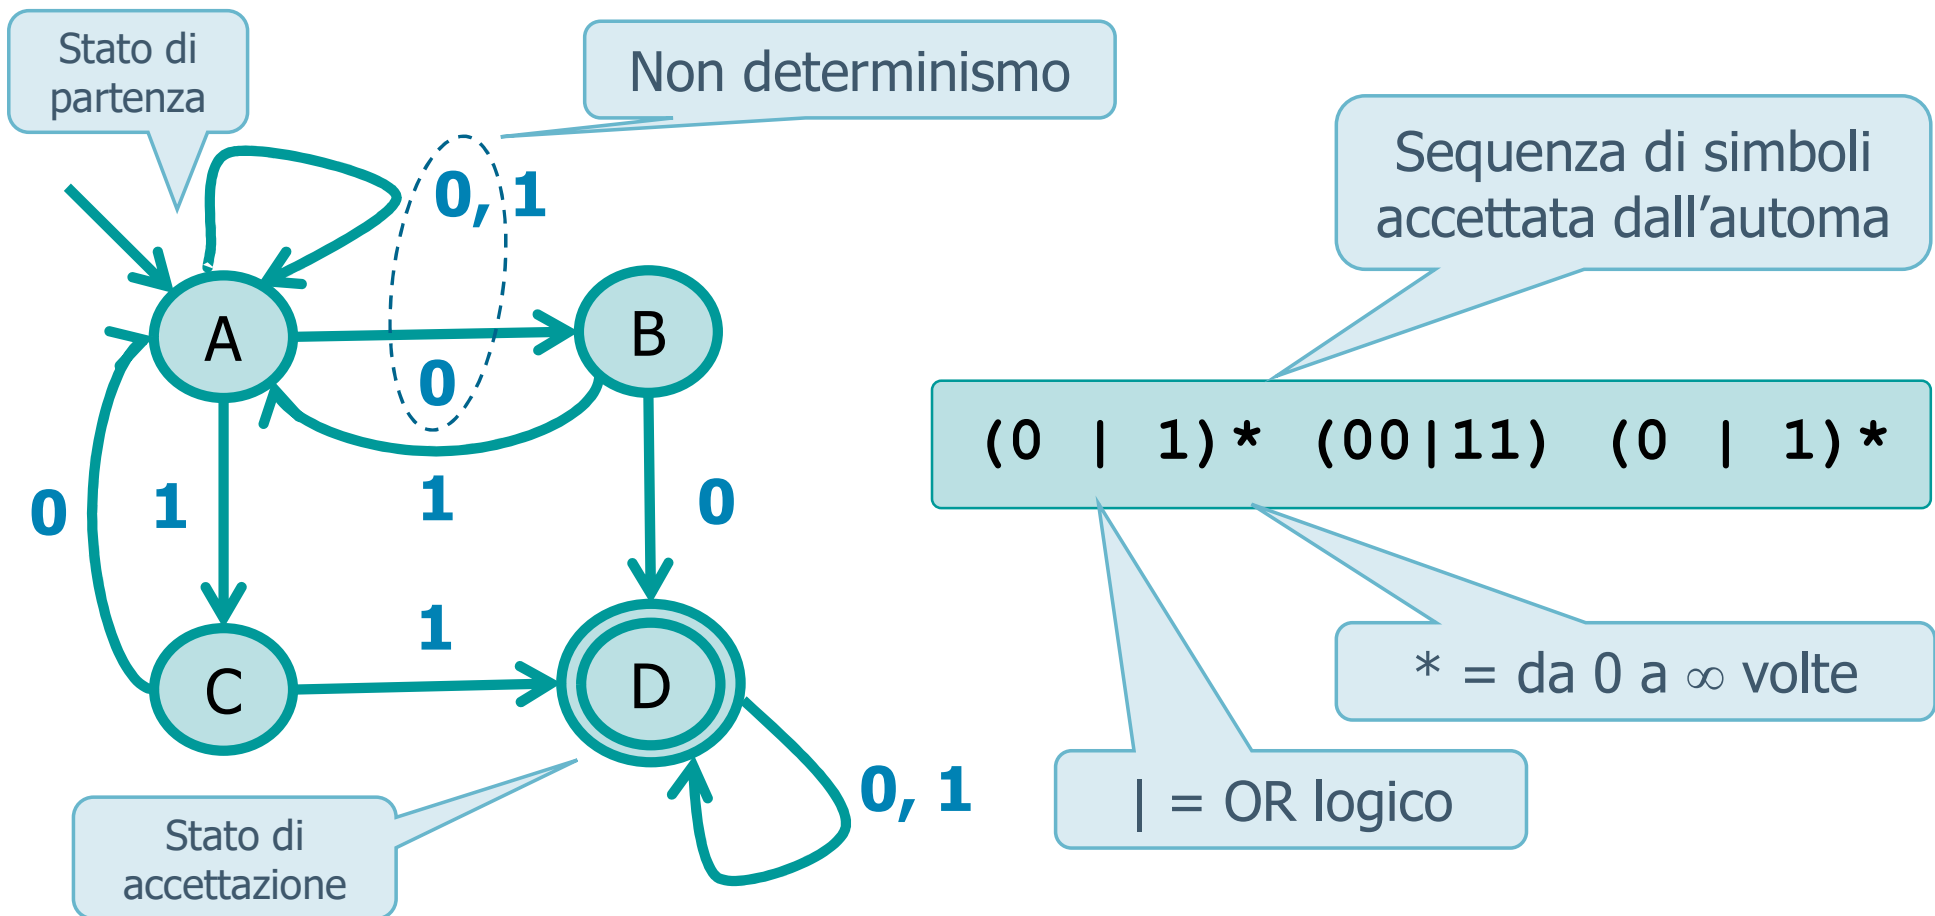 Stato di
partenza
Non determinismo
Sequenza di simboli
accettata dall'automa
0, 1
A
B
0
(0 | 1)* (00|11) (0 | 1)*
0
1
1
0
1
* = da 0 a ∞ volte
C
D
0, 1
| = OR logico
Stato di
accettazione